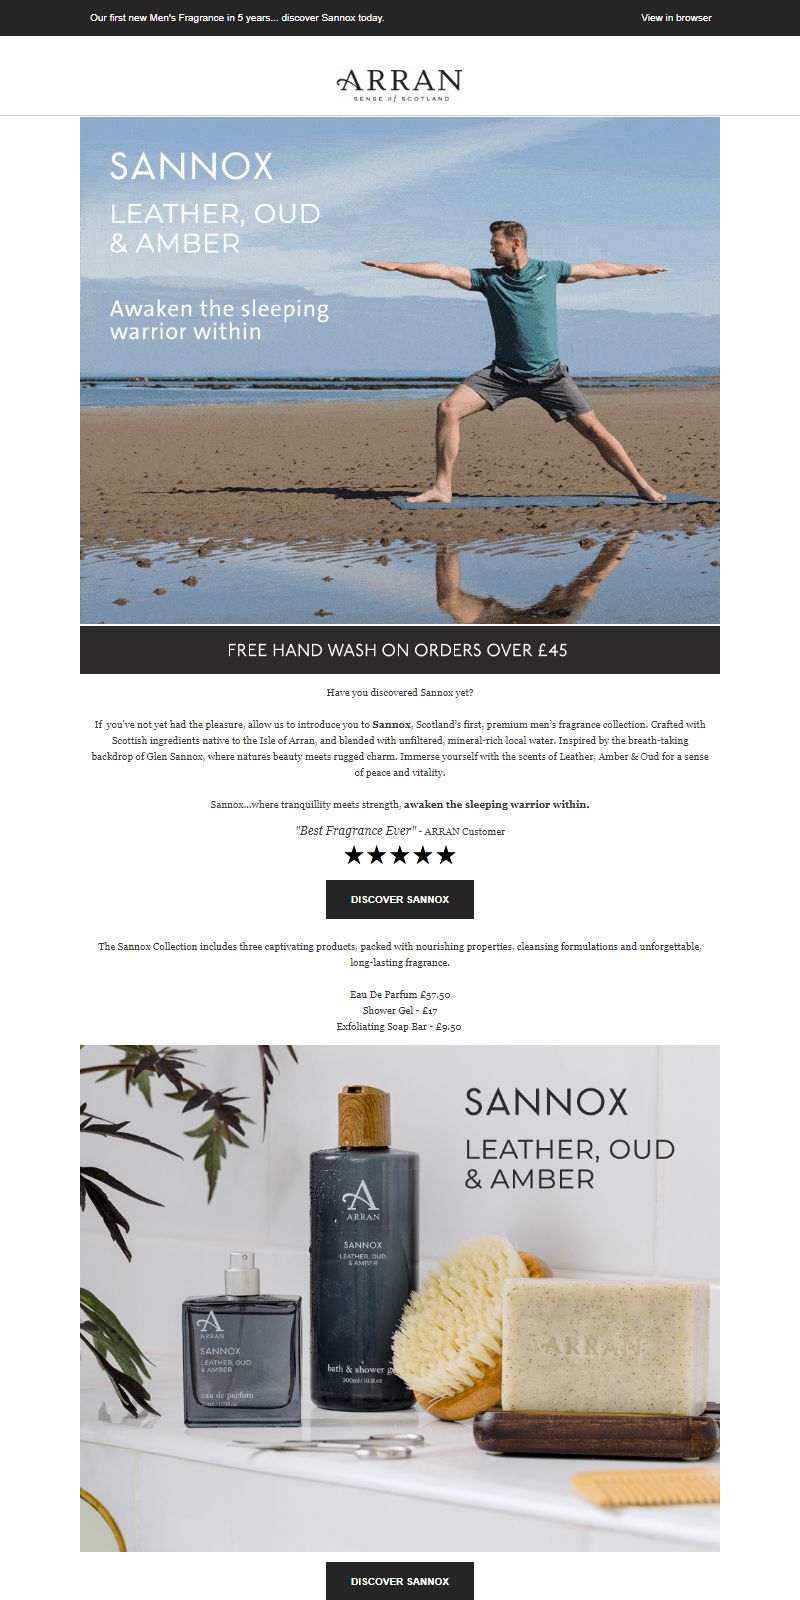 Our first new Men's Fragrance in 5 years... discover Sannox today.
View in browser
ARRAN
SENSE of SCOTLAND
SANNOX
LEATHER, OUD
& AMBER
Awaken the sleeping
warrior within
FREE HAND WASH ON ORDERS OVER £45
Have you discovered Sannox yet?
If you've not yet had the pleasure, allow us to introduce you to Sannox, Scotland's first, premium men's fragrance collection. Crafted with
Scottish ingredients native to the Isle of Arran, and blended with unfiltered, mineral-rich local water. Inspired by the breath-taking
backdrop of Glen Sannox, where natures beauty meets rugged charm. Immerse yourself with the scents of Leather, Amber & Oud for a sense
of peace and vitality.
Sannox...where tranquillity meets strength, awaken the sleeping warrior within.
"Best Fragrance Ever" - ARRAN Customer
★★★★★
DISCOVER SANNOX
The Sannox Collection includes three captivating products, packed with nourishing properties, cleansing formulations and unforgettable,
long-lasting fragrance.
Eau De Parfum £57.50
Shower Gel - £17
Exfoliating Soap Bar - £9.50
SANNOX
LEATHER, OUD
& AMBER
A
ARRAN
SANNOX
LEATHER, OUD
& AMBER
bath & shower g
300ml / 10.1fl.oz
A
ARRAN
SANNOX
LEATHER, OUD
& AMBER
eau de parfum
ARRAN
DISCOVER SANNOX